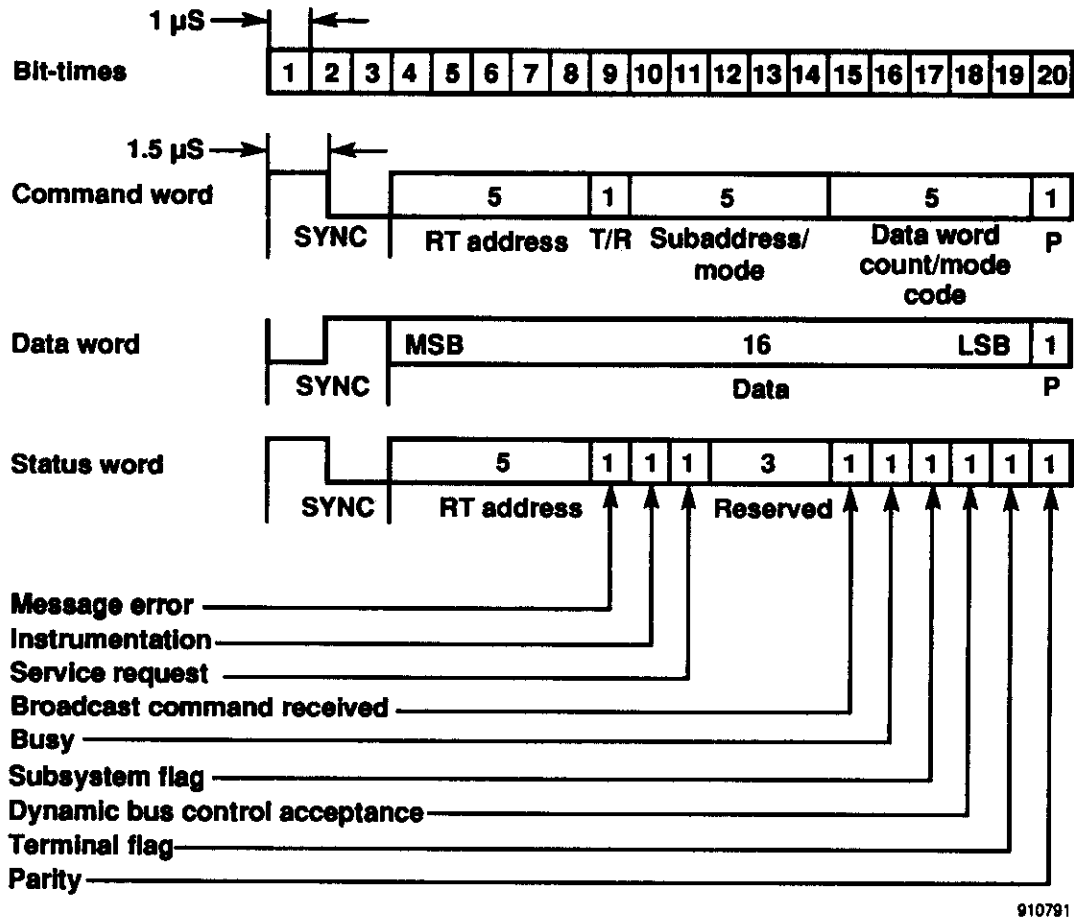 1 µS
Bit-times
1 2 3 4 5 6 7 8 9 10 11 12 13 14 15 16 17 18 19 20
1.5 µS
Command word
5 1 5 5 1
SYNC RT address T/R Subaddress/ mode Data word count/mode code P
Data word
MSB 16 LSB 1
SYNC Data P
Status word
5 1 1 1 3 1 1 1 1 1 1
SYNC RT address Reserved
Message error
Instrumentation
Service request
Broadcast command received
Busy
Subsystem flag
Dynamic bus control acceptance
Terminal flag
Parity
910791